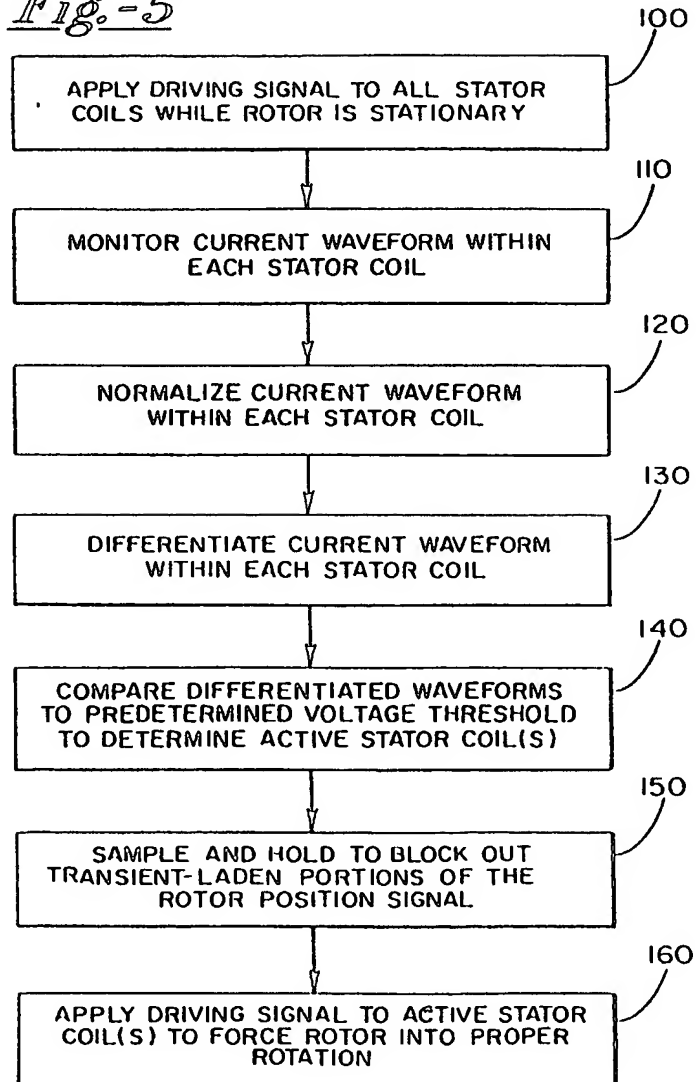 Fig.-5
100
APPLY DRIVING SIGNAL TO ALL STATOR
COILS WHILE ROTOR IS STATIONARY
110
MONITOR CURRENT WAVEFORM WITHIN
EACH STATOR COIL
120
NORMALIZE CURRENT WAVEFORM
WITHIN EACH STATOR COIL
130
DIFFERENTIATE CURRENT WAVEFORM
WITHIN EACH STATOR COIL
140
COMPARE DIFFERENTIATED WAVEFORMS
TO PREDETERMINED VOLTAGE THRESHOLD
TO DETERMINE ACTIVE STATOR COIL(S)
150
SAMPLE AND HOLD TO BLOCK OUT
TRANSIENT-LADEN PORTIONS OF THE
ROTOR POSITION SIGNAL
160
APPLY DRIVING SIGNAL TO ACTIVE STATOR
COIL(S) TO FORCE ROTOR INTO PROPER
ROTATION